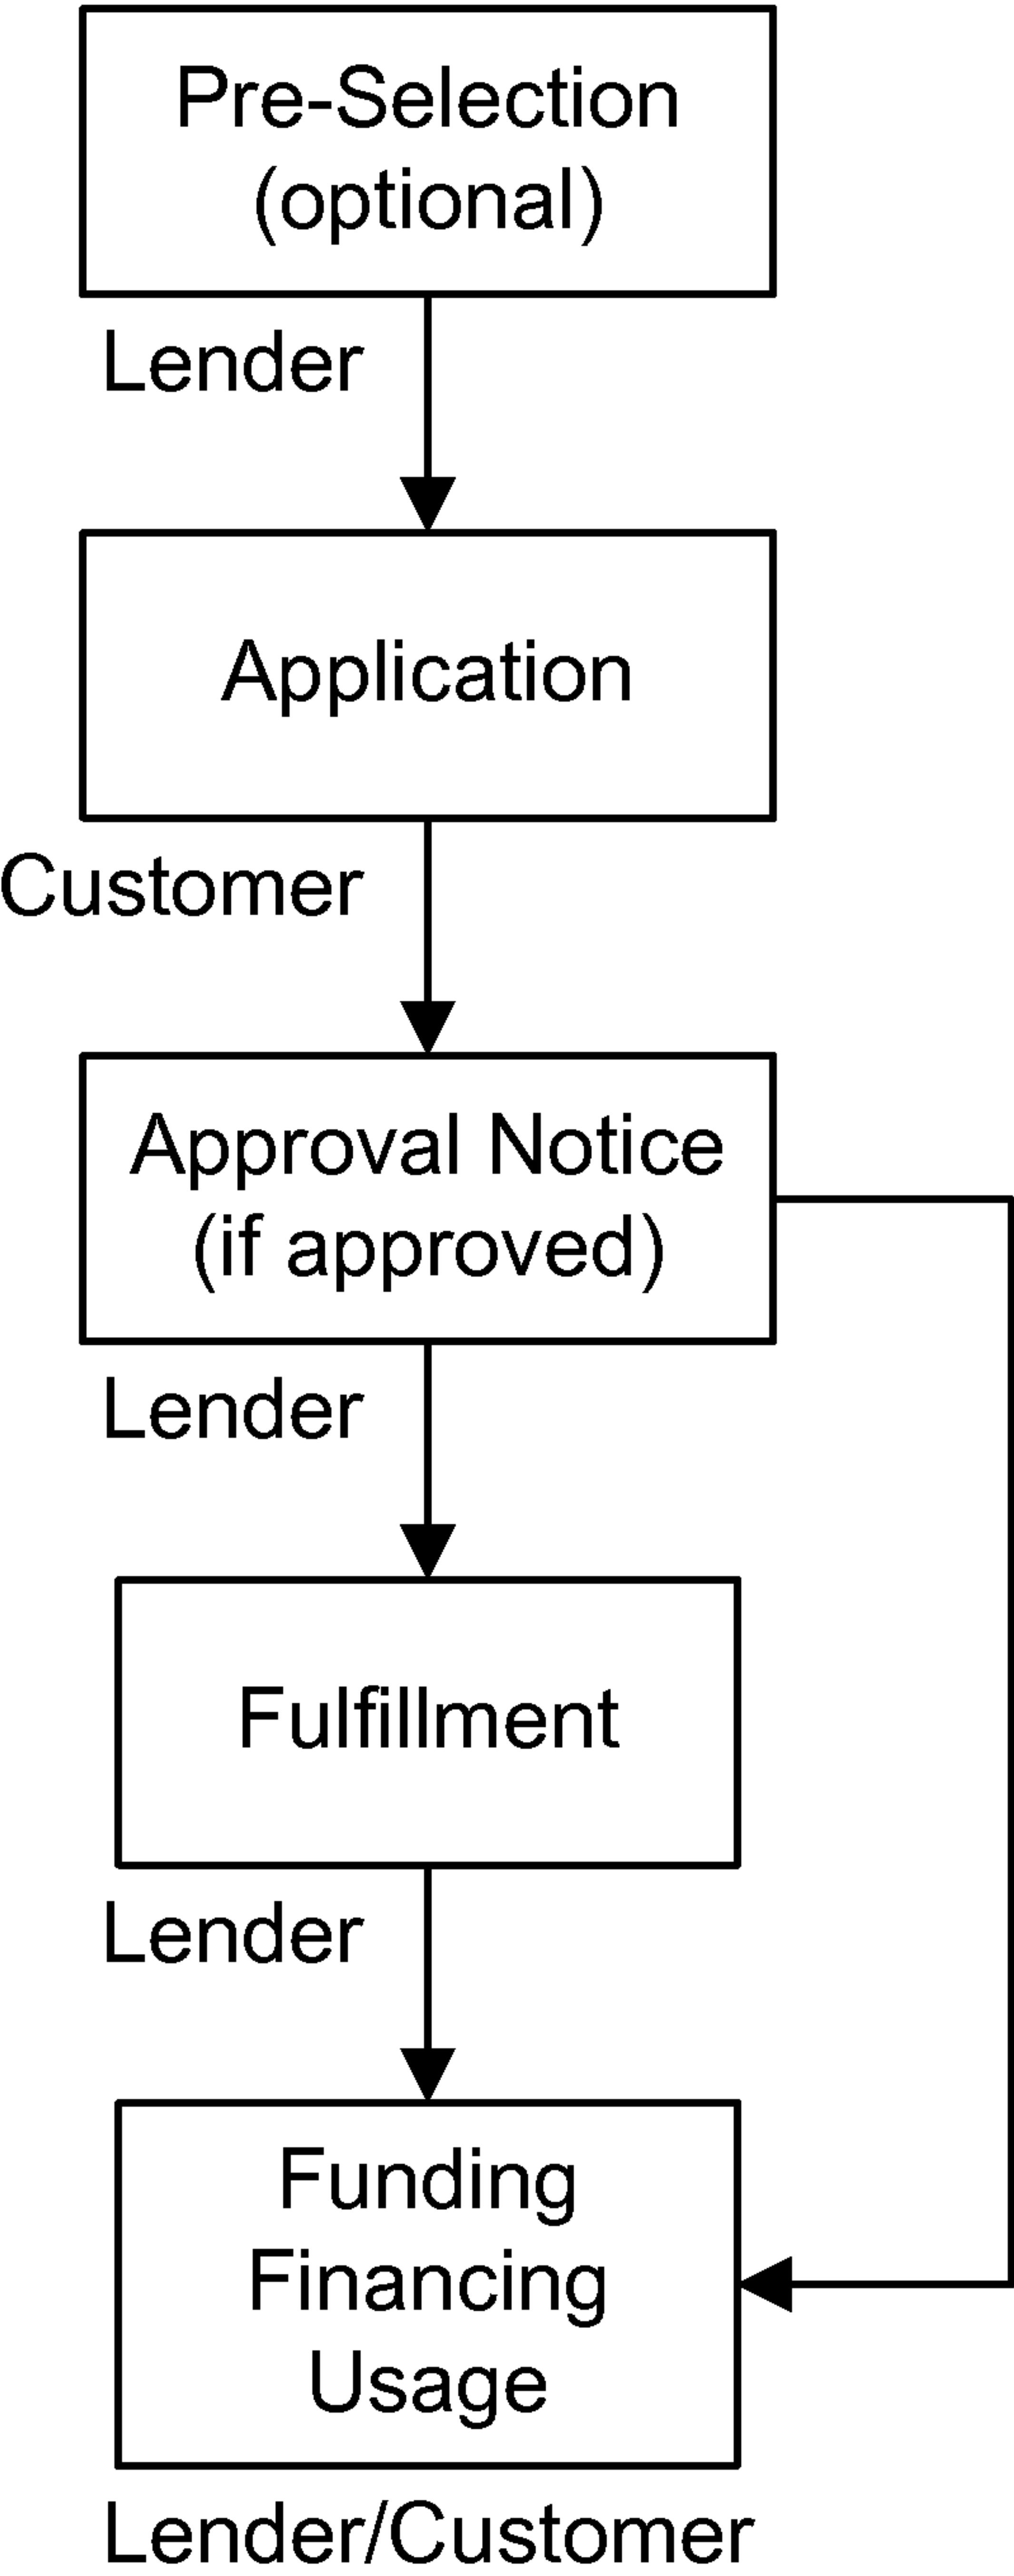 Pre-Selection
(optional)
Lender
Application
Customer
Approval Notice
(if approved)
Lender
Fulfillment
Lender
Funding
Financing
Usage
Lender/Customer